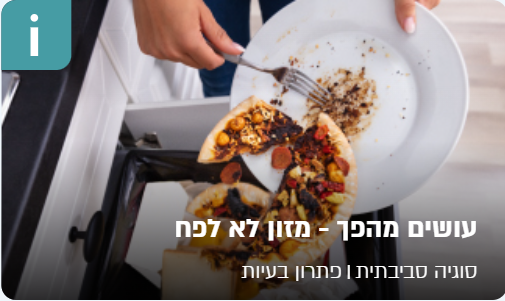 i
עושים מהפך - מזון לא לפח
סוגיה סביבתית | פתרון בעיות